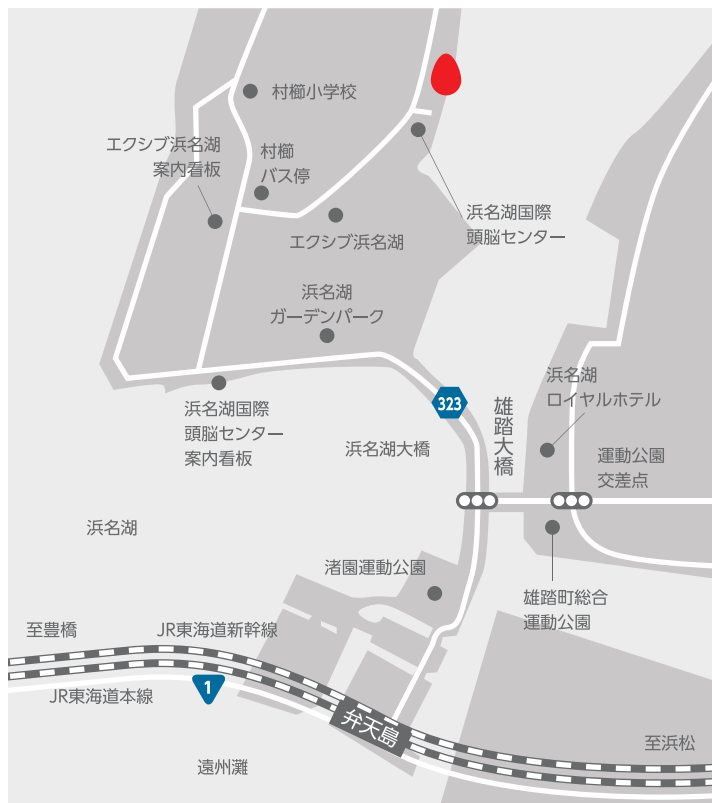 村櫛小学校
エクシブ浜名湖
案内看板
村櫛
バス停
浜名湖国際
頭脳センター
エクシブ浜名湖
浜名湖
ガーデンパーク
浜名湖
ロイヤルホテル
323
雄踏大橋
浜名湖国際
頭脳センター
案内看板
浜名湖大橋
運動公園
交差点
浜名湖
渚園運動公園
雄踏町総合
運動公園
至豊橋
JR東海道新幹線
JR東海道本線
1
弁天島
至浜松
遠州灘